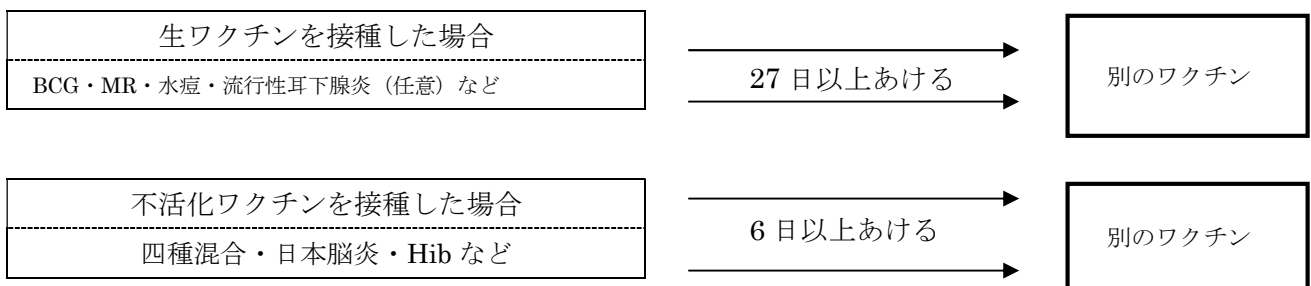 生ワクチンを接種した場合
BCG・MR・水痘・流行性耳下腺炎（任意）など
27 日以上あける
別のワクチン
不活化ワクチンを接種した場合
四種混合・日本脳炎・Hib など
6 日以上あける
別のワクチン